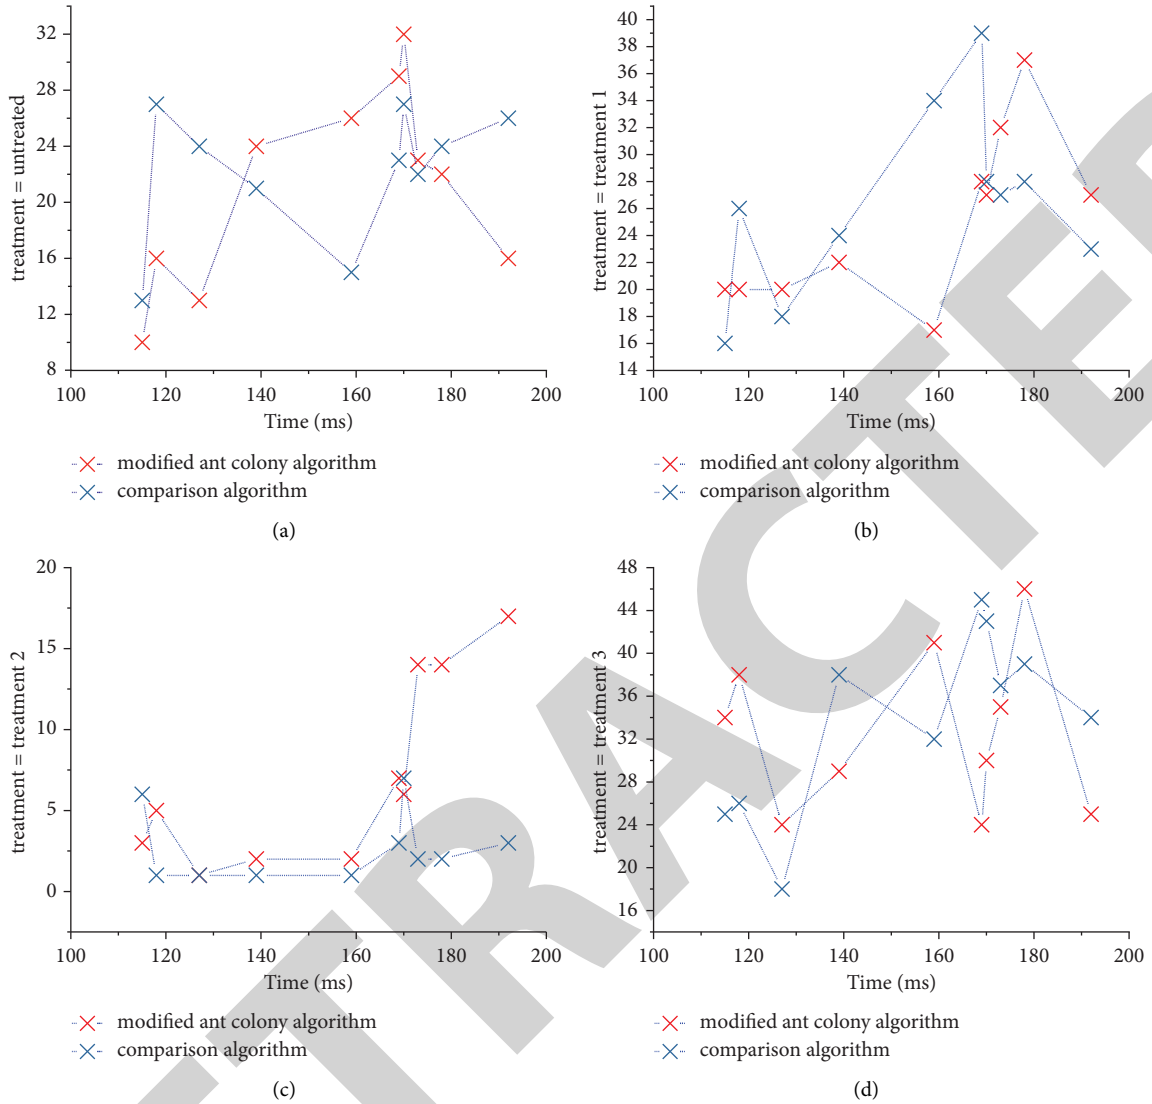 32
28
24
20
16
12
8
treatment = untreated
100 120 140 160 180 200
Time (ms)
modified ant colony algorithm
comparison algorithm
(a)
40
38
36
34
32
30
28
26
24
22
20
18
16
14
treatment = treatment 1
100 120 140 160 180 200
Time (ms)
modified ant colony algorithm
comparison algorithm
(b)
20
15
10
5
0
treatment = treatment 2
100 120 140 160 180 200
Time (ms)
modified ant colony algorithm
comparison algorithm
(c)
48
44
40
36
32
28
24
20
16
treatment = treatment 3
100 120 140 160 180 200
Time (ms)
modified ant colony algorithm
comparison algorithm
(d)
TRACTE